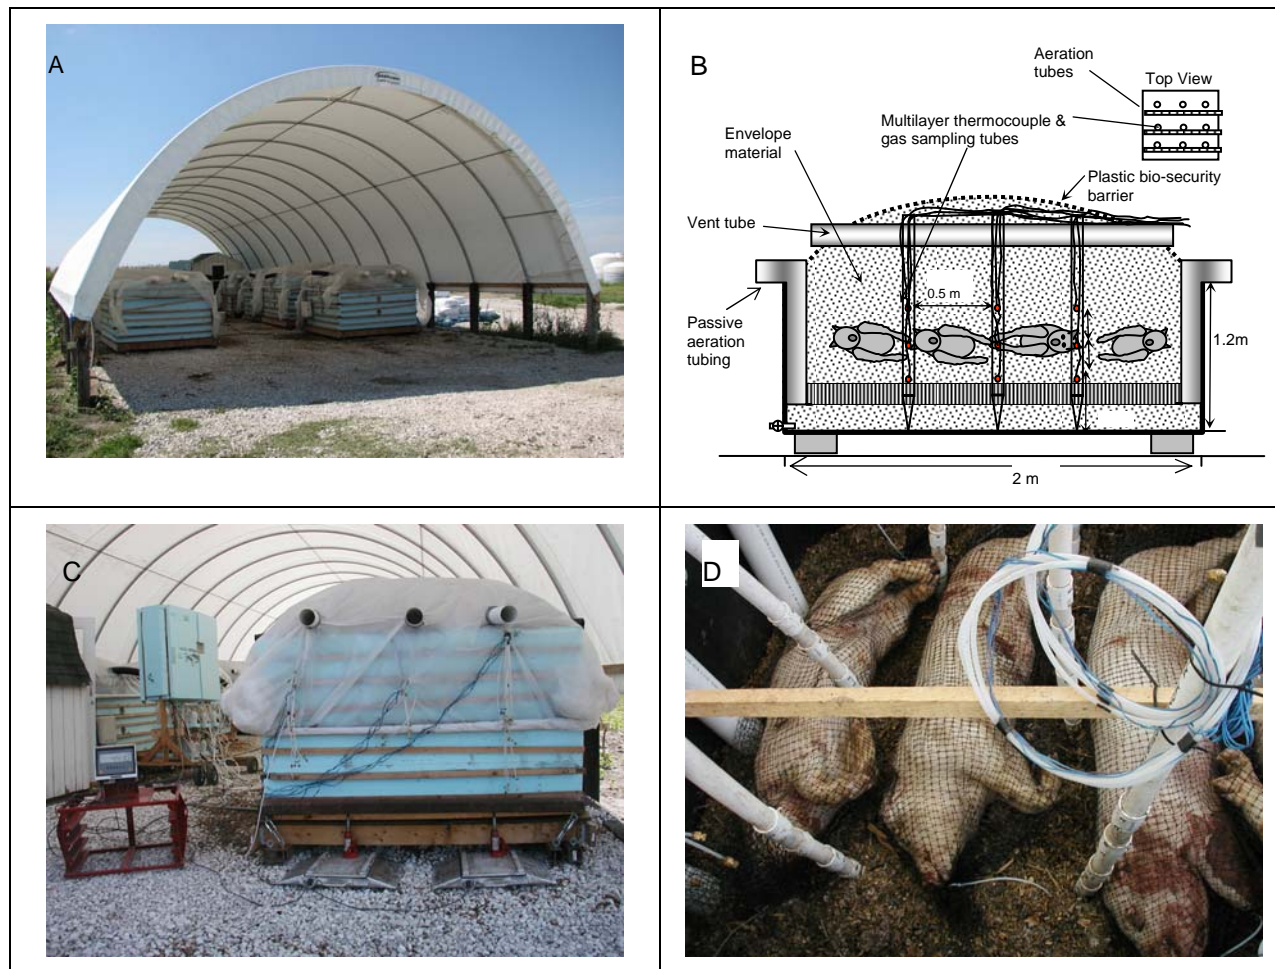 A
B
Aeration
tubes
Top View
Multilayer thermocouple &
gas sampling tubes
Envelope
material
Plastic bio-security
barrier
Vent tube
0.5 m
Passive
aeration
tubing
1.2m
2 m
C
D